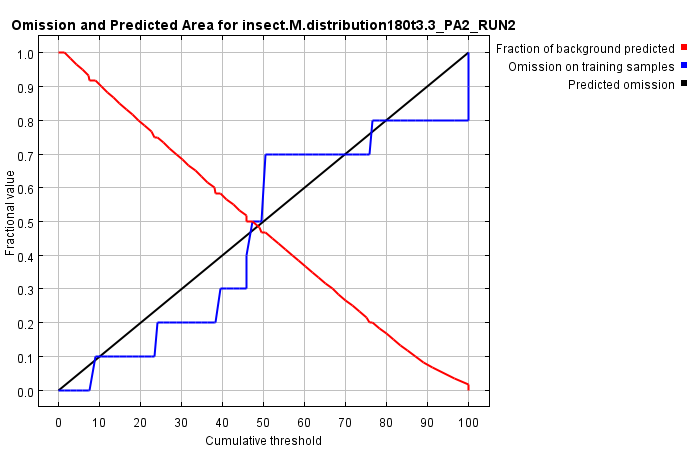 Omission and Predicted Area for insect.M.distribution180t3.3_PA2_RUN2
Fraction of background predicted
Omission on training samples
Predicted omission
Fractional value
1.0
0.9
0.8
0.7
0.6
0.5
0.4
0.3
0.2
0.1
0.0
0 10 20 30 40 50 60 70 80 90 100
Cumulative threshold